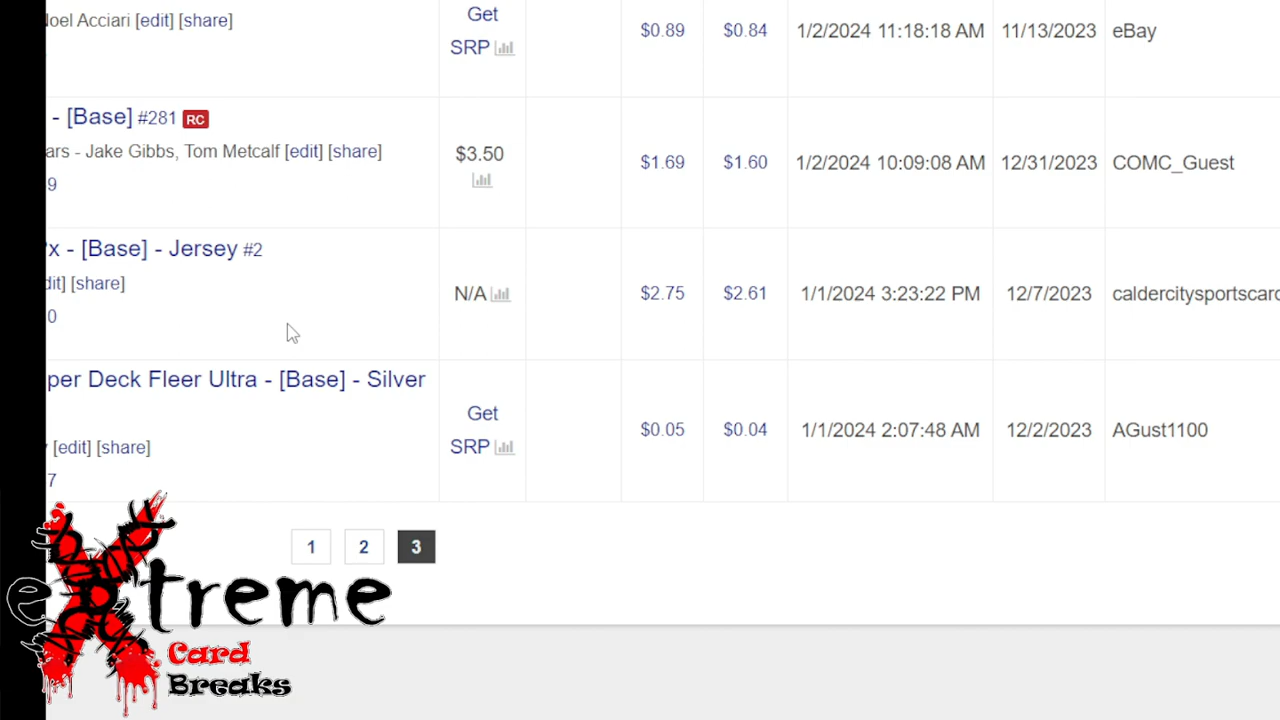 Noel Acciari [edit] [share]
Get
SRP
$0.89
$0.84
1/2/2024 11:18:18 AM
11/13/2023
eBay
- [Base] #281 RC
ars - Jake Gibbs, Tom Metcalf [edit] [share]
9
$3.50
$1.69
$1.60
1/2/2024 10:09:08 AM
12/31/2023
COMC_Guest
x - [Base] - Jersey #2
dit] [share]
0
N/A
$2.75
$2.61
1/1/2024 3:23:22 PM
12/7/2023
caldercitysportscard
per Deck Fleer Ultra - [Base] - Silver
[edit] [share]
7
Get
SRP
$0.05
$0.04
1/1/2024 2:07:48 AM
12/2/2023
AGust1100
1 2 3
eXtreme
Card
Breaks